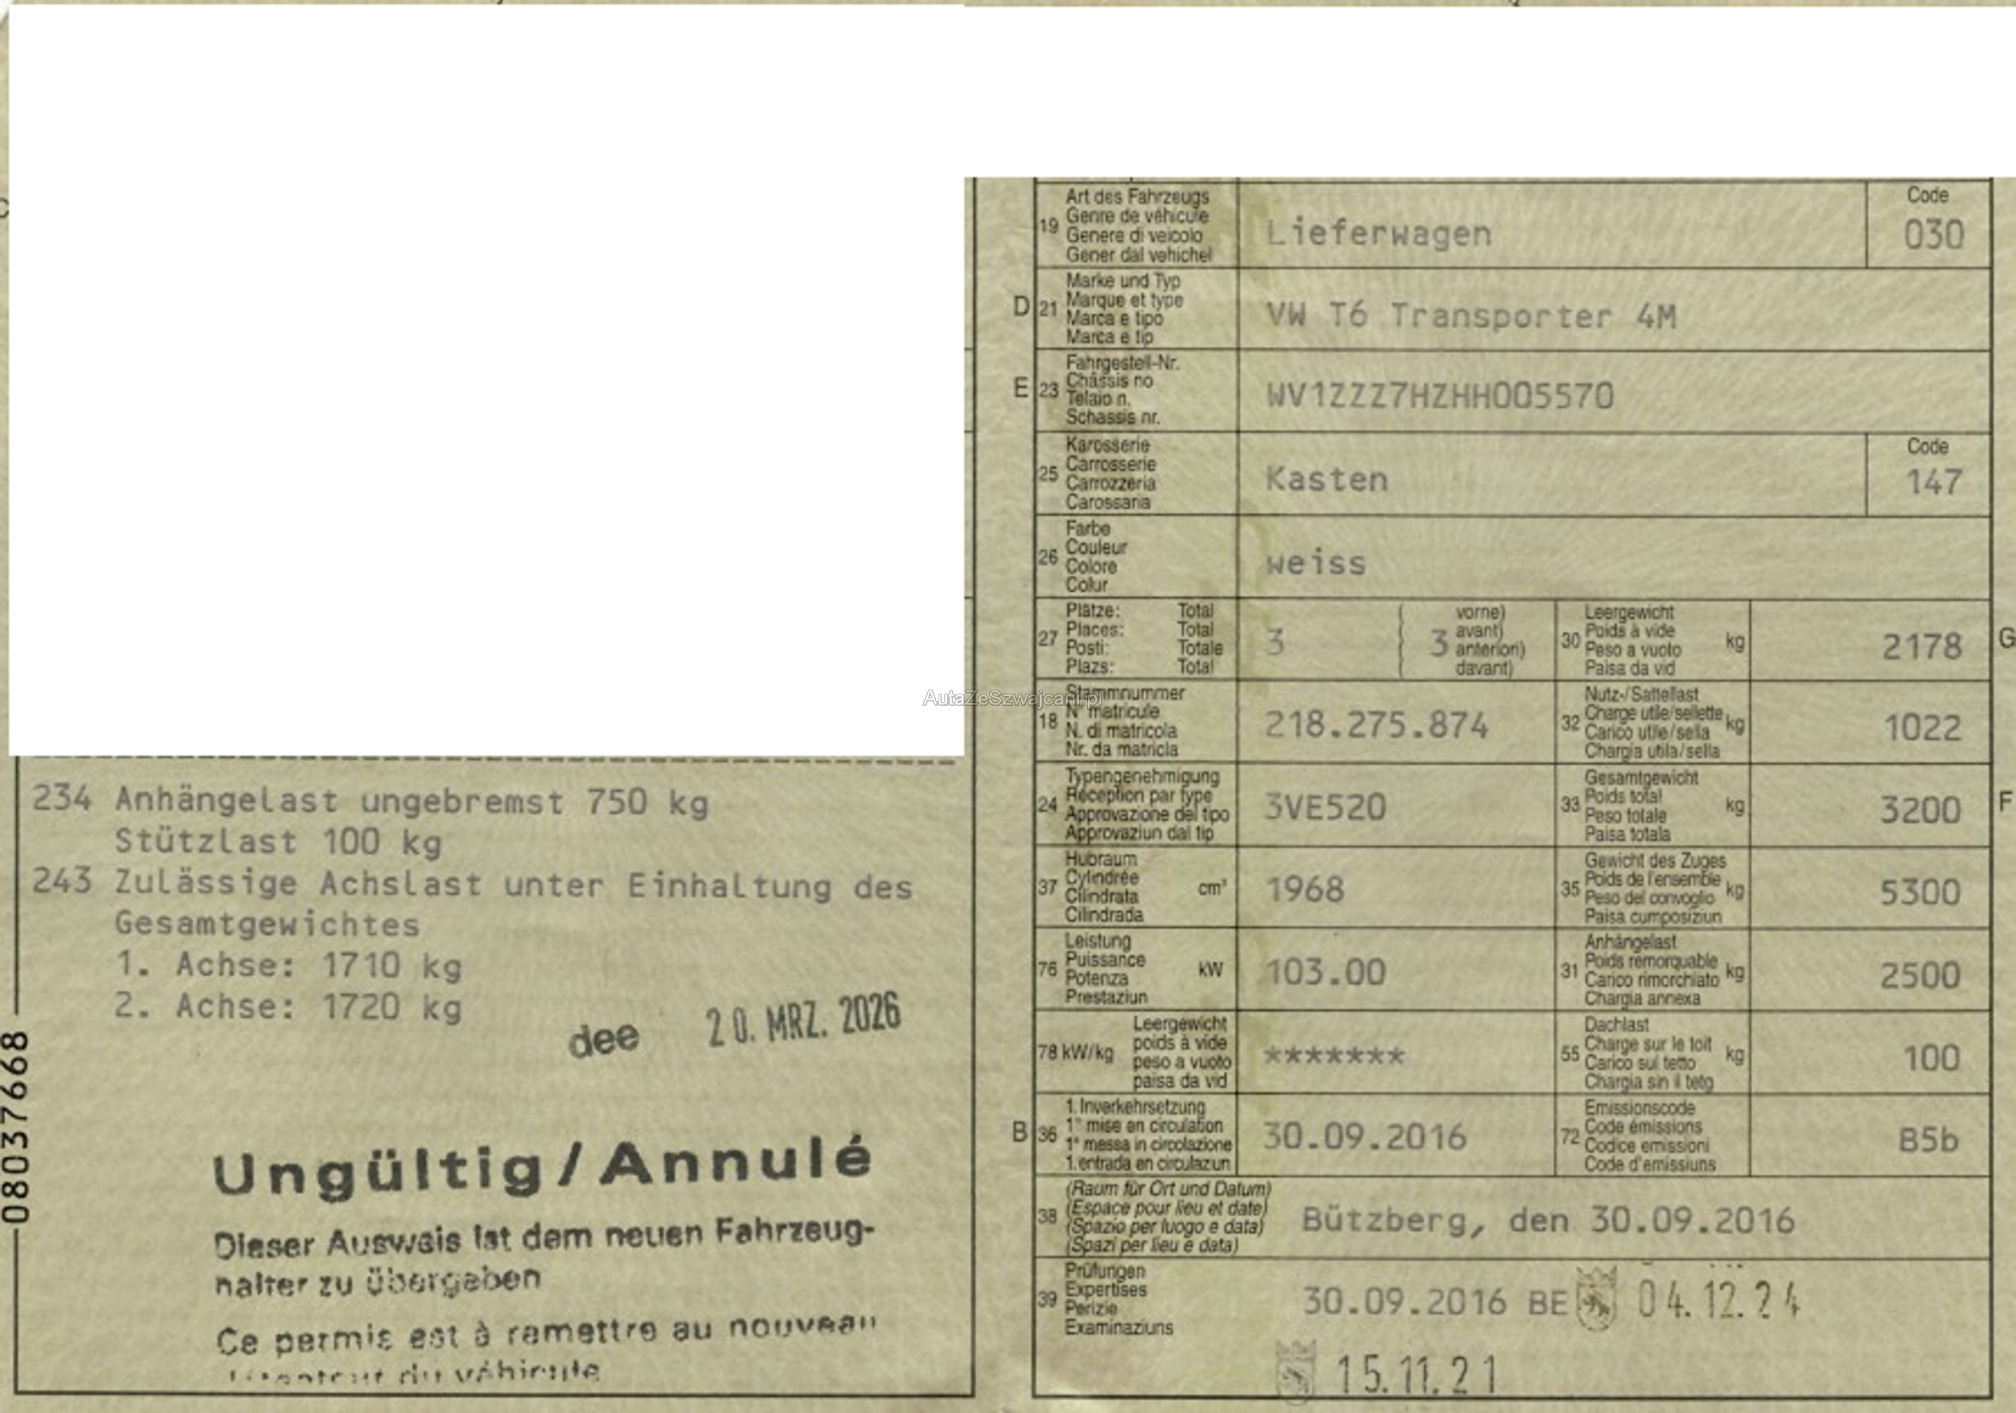 234 Anhängelast ungebremst 750 kg
Stützlast 100 kg
243 Zulässige Achslast unter Einhaltung des
Gesamtgewichtes
1. Achse: 1710 kg
2. Achse: 1720 kg
dee 20. MRZ. 2026
08037668
Ungültig/Annulé
Dieser Ausweis ist dem neuen Fahrzeug-
halter zu übergeben
Ce permis est à remettre au nouveau
du véhicule
AutaZeSzwajcarii.pl
19
Art des Fahrzeugs
Genre de véhicule
Genere di veicolo
Gener dal vehichel
Lieferwagen
Code
030
D 21
Marke und Typ
Marque et type
Marca e tipo
Marca e tip
VW T6 Transporter 4M
E 23
Fahrgestell-Nr.
Châssis no
Telaio n.
Schassis nr.
WV1ZZZ7HZHH005570
25
Karosserie
Carrosserie
Carrozzeria
Carossaria
Kasten
Code
147
26
Farbe
Couleur
Colore
Colur
weiss
27
Plätze: Total
Places: Total
Posti: Totale
Plazs: Total
3
( 3 vorne)
( avant)
( anteriori)
( davant)
30
Leergewicht
Poids à vide
Peso a vuoto
Paisa da vid
kg
2178
G
18
Stammnummer
N° matricule
N. di matricola
Nr. da matricla
218.275.874
32
Nutz-/Sattellast
Charge utile/sellette
Carico utile/sella
Chargia utila/sella
kg
1022
24
Typengenehmigung
Réception par type
Approvazione del tipo
Approvaziun dal tip
3VE520
33
Gesamtgewicht
Poids total
Peso totale
Paisa totala
kg
3200
F
37
Hubraum
Cylindrée
Cilindrata
Cilindrada
cm³
1968
35
Gewicht des Zuges
Poids de l'ensemble
Peso del convoglio
Paisa cumposiziun
kg
5300
76
Leistung
Puissance
Potenza
Prestaziun
kW
103.00
31
Anhängelast
Poids remorquable
Carico rimorchiato
Chargia annexa
kg
2500
78 kW/kg
Leergewicht
poids à vide
peso a vuoto
paisa da vid
*******
55
Dachlast
Charge sur le toit
Carico sul tetto
Chargia sin il tetg
kg
100
B 36
1. Inverkehrsetzung
1° mise en circulation
1° messa in circolazione
1. entrada en circulaziun
30.09.2016
72
Emissionscode
Code émissions
Codice emissioni
Code d'emissiuns
B5b
38
(Raum für Ort und Datum)
(Espace pour lieu et date)
(Spazio per luogo e data)
(Spazi per lieu e data)
Bützberg, den 30.09.2016
39
Prüfungen
Expertises
Perizie
Examinaziuns
30.09.2016 BE 04.12.24
15.11.21